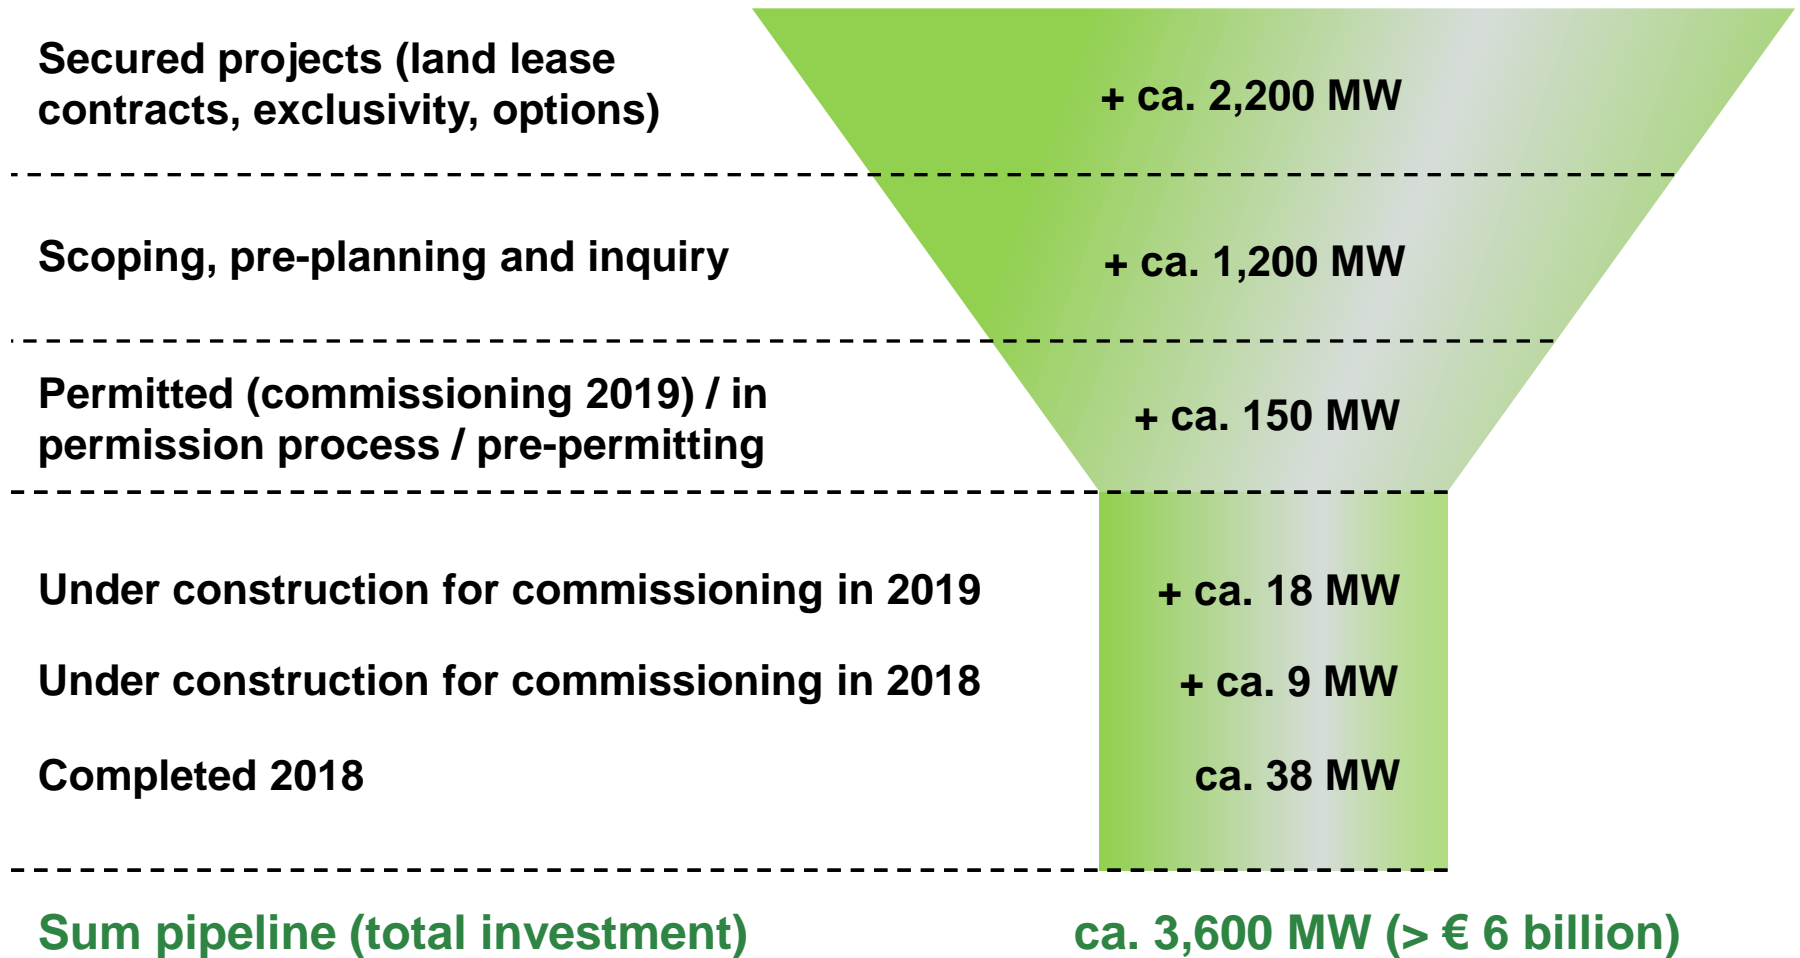 Secured projects (land lease
contracts, exclusivity, options)
+ ca. 2,200 MW
Scoping, pre-planning and inquiry
+ ca. 1,200 MW
Permitted (commissioning 2019) / in
permission process / pre-permitting
+ ca. 150 MW
Under construction for commissioning in 2019
+ ca. 18 MW
Under construction for commissioning in 2018
+ ca. 9 MW
Completed 2018
ca. 38 MW
Sum pipeline (total investment)
ca. 3,600 MW (> € 6 billion)